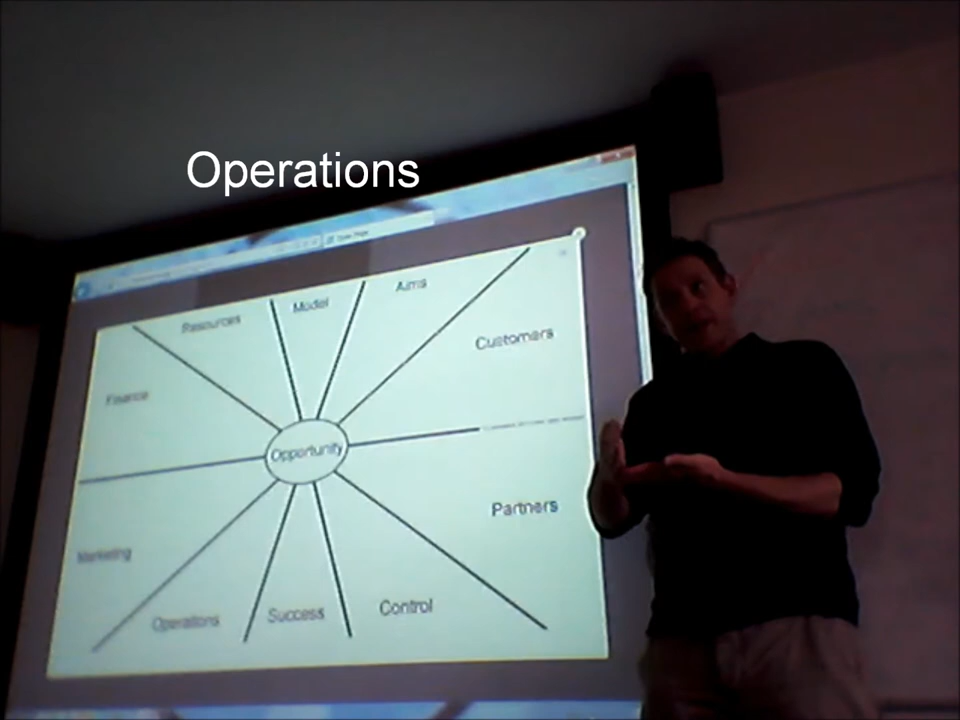 Operations
Aims
Model
Resources
Customers
Finance
Opportunity
Partners
Marketing
Control
Success
Operations